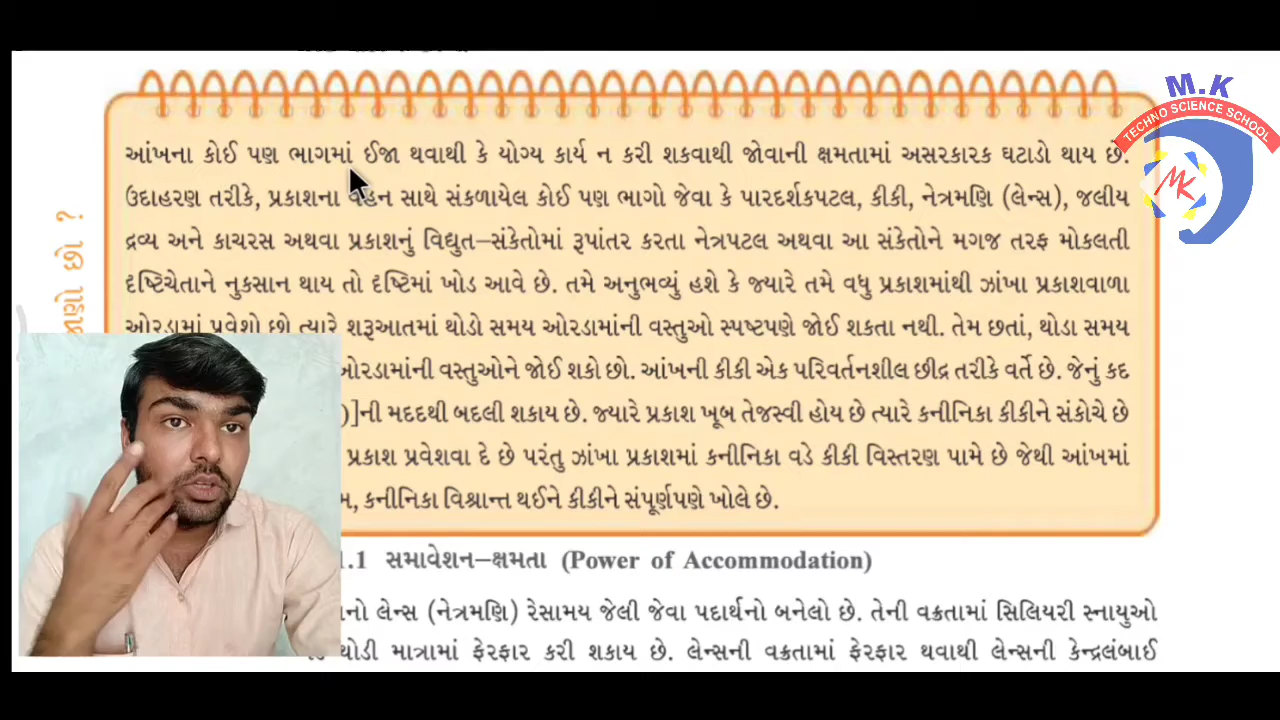 આંખના કોઈ પણ ભાગમાં ઈજા થવાથી કે યોગ્ય કાર્ય ન કરી શકવાથી જોવાની ક્ષમતામાં અસરકારક ઘટાડો થાય છે.
ઉદાહરણ તરીકે, પ્રકાશના વહન સાથે સંકળાયેલ કોઈ પણ ભાગો જેવા કે પારદર્શકપટલ, કીકી, નેત્રમણિ (લેન્સ), જલીય
દ્રવ્ય અને કાચરસ અથવા પ્રકાશનું વિદ્યુત–સંકેતોમાં રૂપાંતર કરતા નેત્રપટલ અથવા આ સંકેતોને મગજ તરફ મોકલતી
દૃષ્ટિચેતાને નુકસાન થાય તો દૃષ્ટિમાં ખોડ આવે છે. તમે અનુભવ્યું હશે કે જ્યારે તમે વધુ પ્રકાશમાંથી ઝાંખા પ્રકાશવાળા
ઓરડામાં પ્રવેશો છો ત્યારે શરૂઆતમાં થોડો સમય ઓરડામાંની વસ્તુઓ સ્પષ્ટપણે જોઈ શકતા નથી. તેમ છતાં, થોડા સમય
ઓરડામાંની વસ્તુઓને જોઈ શકો છો. આંખની કીકી એક પરિવર્તનશીલ છીદ્ર તરીકે વર્તે છે. જેનું કદ
)]ની મદદથી બદલી શકાય છે. જ્યારે પ્રકાશ ખૂબ તેજસ્વી હોય છે ત્યારે કનીનિકા કીકીને સંકોચે છે
પ્રકાશ પ્રવેશવા દે છે પરંતુ ઝાંખા પ્રકાશમાં કનીનિકા વડે કીકી વિસ્તરણ પામે છે જેથી આંખમાં
કનીનિકા વિશ્રાન્ત થઈને કીકીને સંપૂર્ણપણે ખોલે છે.
.1 સમાવેશન–ક્ષમતા (Power of Accommodation)
લેન્સ (નેત્રમણિ) રેસામય જેલી જેવા પદાર્થનો બનેલો છે. તેની વક્રતામાં સિલિયરી સ્નાયુઓ
થોડી માત્રામાં ફેરફાર કરી શકાય છે. લેન્સની વક્રતામાં ફેરફાર થવાથી લેન્સની કેન્દ્રલંબાઈ
છો ?
M.K
TECHNO SCIENCE SCHOOL
MK